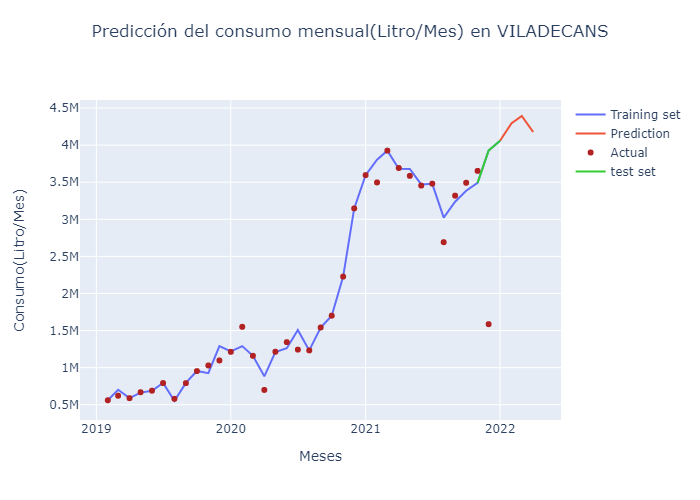 Predicción del consumo mensual(Litro/Mes) en VILADECANS
4.5M
4M
3.5M
3M
2.5M
2M
1.5M
1M
0.5M
Consumo(Litro/Mes)
2019
2020
2021
2022
Meses
Training set
Prediction
Actual
test set